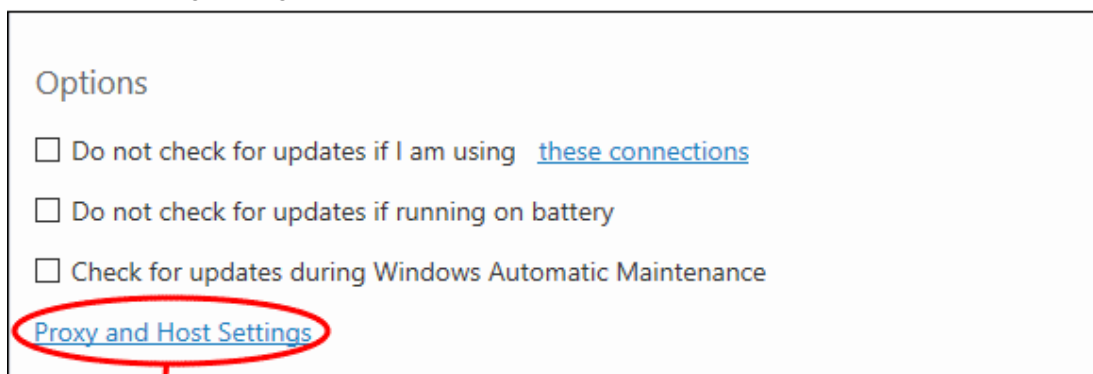 Options
Do not check for updates if I am using these connections
Do not check for updates if running on battery
Check for updates during Windows Automatic Maintenance
Proxy and Host Settings